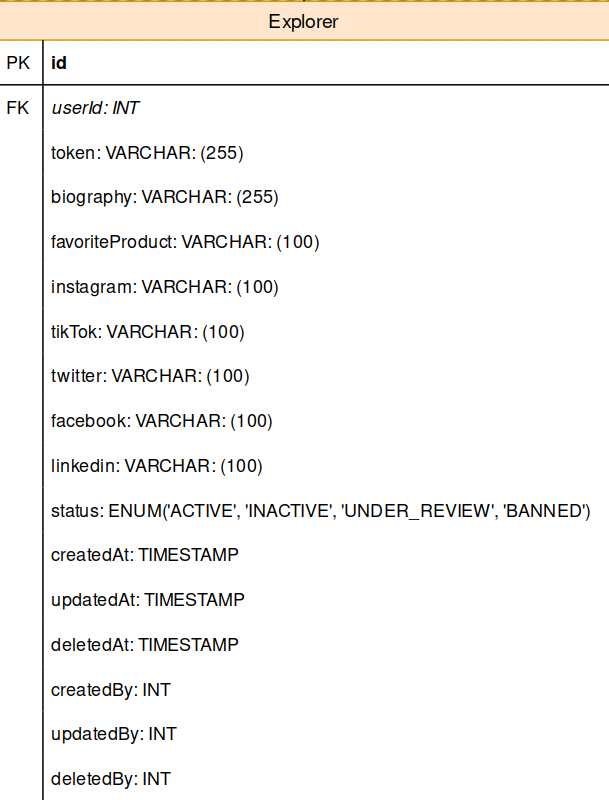 Explorer
PK id
FK userId: INT
token: VARCHAR: (255)
biography: VARCHAR: (255)
favoriteProduct: VARCHAR: (100)
instagram: VARCHAR: (100)
tikTok: VARCHAR: (100)
twitter: VARCHAR: (100)
facebook: VARCHAR: (100)
linkedin: VARCHAR: (100)
status: ENUM('ACTIVE', 'INACTIVE', 'UNDER_REVIEW', 'BANNED')
createdAt: TIMESTAMP
updatedAt: TIMESTAMP
deletedAt: TIMESTAMP
createdBy: INT
updatedBy: INT
deletedBy: INT